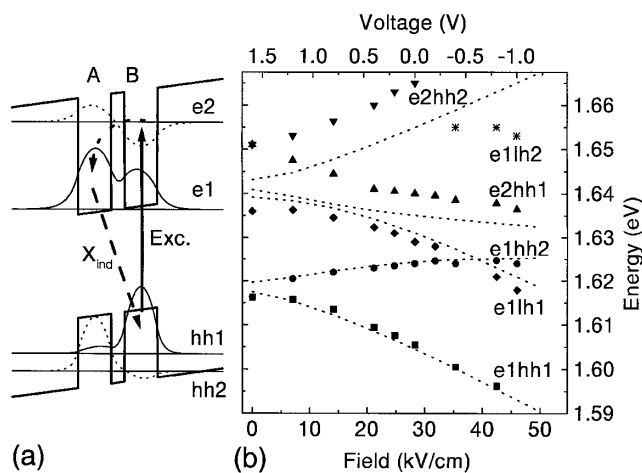 A B
e2
e1
Exc.
Xind
hh1
hh2
(a)
Voltage (V)
1.5 1.0 0.5 0.0 -0.5 -1.0
e2hh2
e1lh2
e2hh1
e1hh2
e1lh1
e1hh1
1.66
1.65
1.64
1.63
1.62
1.61
1.60
1.59
Energy (eV)
0 10 20 30 40 50
Field (kV/cm)
(b)